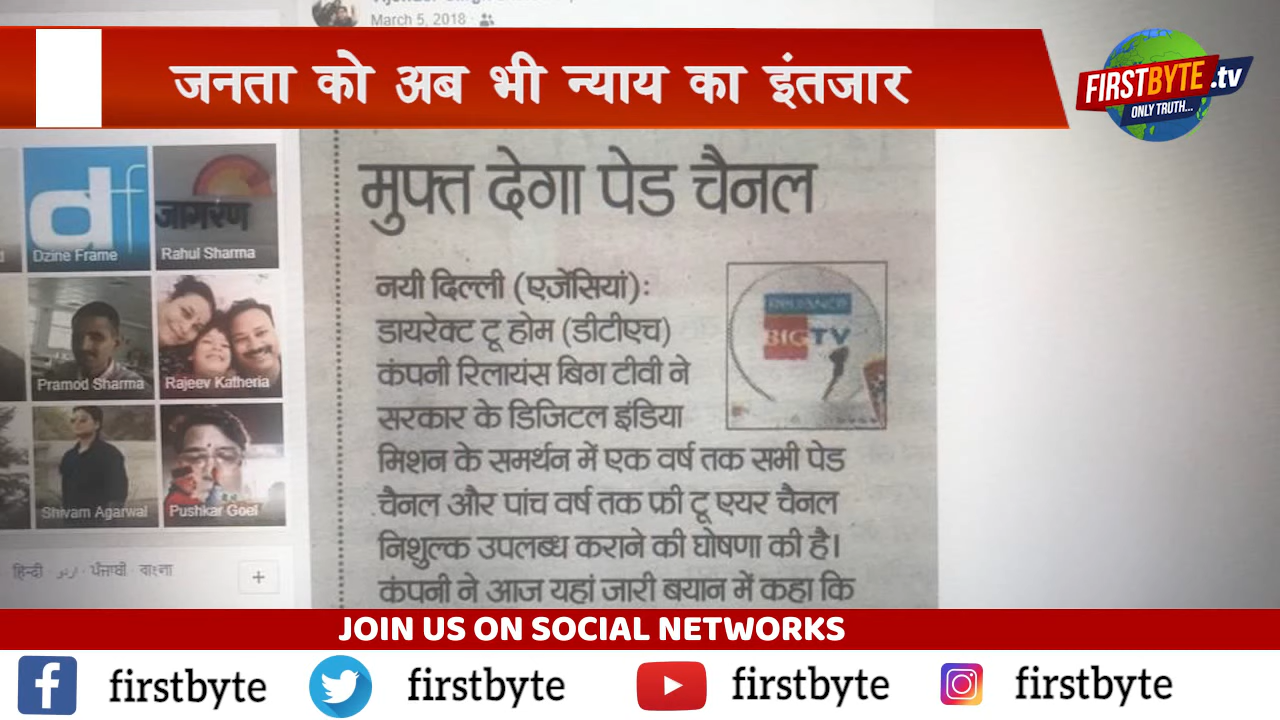 March 5, 2018
जनता को अब भी न्याय का इंतजार
FIRSTBYTE.tv
ONLY TRUTH...
मुफ्त देगा पेड चैनल
नयी दिल्ली (एजेंसियां):
डायरेक्ट टू होम (डीटीएच)
कंपनी रिलायंस बिग टीवी ने
सरकार के डिजिटल इंडिया
मिशन के समर्थन में एक वर्ष तक सभी पेड
चैनल और पांच वर्ष तक फ्री टू एयर चैनल
निशुल्क उपलब्ध कराने की घोषणा की है।
कंपनी ने आज यहां जारी बयान में कहा कि
RELIANCE
BIG TV
df
जागरण
Dzine Frame
Rahul Sharma
Pramod Sharma
Rajeev Katheria
Shivam Agarwal
Pushkar Goel
हिन्दी · اردو · ਪੰਜਾਬੀ · বাংলা
JOIN US ON SOCIAL NETWORKS
firstbyte
firstbyte
firstbyte
firstbyte